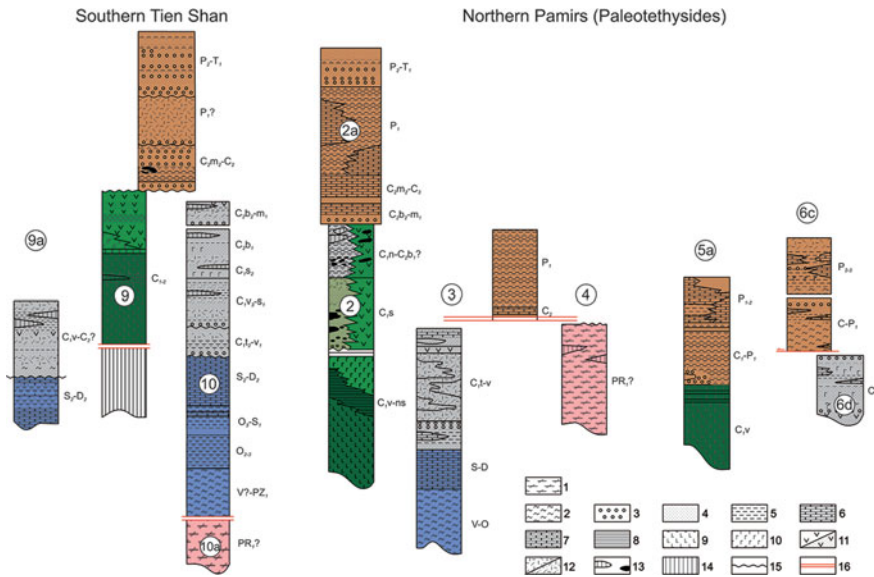 Southern Tien Shan
Northern Pamirs (Paleotethysides)
P₂-T₁
P₁?
C₂m₂-C₂
9a
9
C₁₋₂
C₁v-C₂?
S₂-D₂
C₂b₂-m₁
C₂b₁
C₁s₂
C₁v₂-s₁
C₁t₂-v₁
10
S₂-D₂
O₂-S₁
O₂₋₃
V?-PZ₁
PR₁?
10a
P₂-T₁
2a
P₁
C₂m₂-C₂
C₂b₂-m₁
C₁n-C₂b₁?
2
C₁s
C₁v-ns
3
C₁t-v
S-D
V-O
P₁
C₂
4
PR₁?
5a
P₁₋₂
C₂-P₁
C₁v
6c
P₂₋₃
C-P₁
6d
C
1
2
3
4
5
6
7
8
9
10
11
12
13
14
15
16